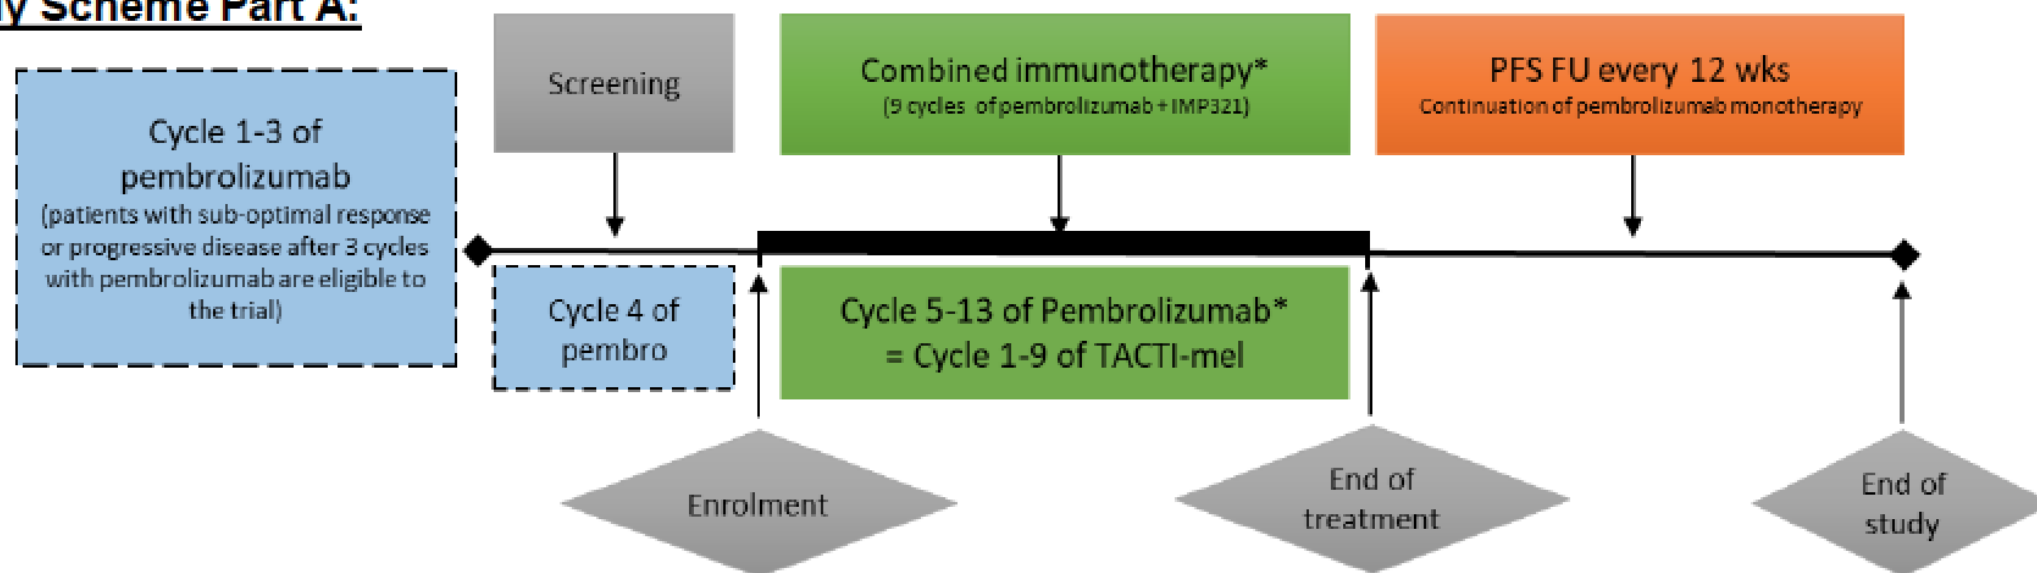 Scheme Part A:
Cycle 1-3 of
pembrolizumab
(patients with sub-optimal response
or progressive disease after 3 cycles
with pembrolizumab are eligible to
the trial)
Screening
Cycle 4 of
pembro
Combined immunotherapy*
(9 cycles of pembrolizumab + IMP321)
Cycle 5-13 of Pembrolizumab*
= Cycle 1-9 of TACTI-mel
PFS FU every 12 wks
Continuation of pembrolizumab monotherapy
Enrolment
End of
treatment
End of
study